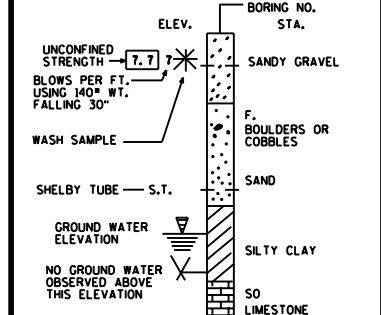 BORING NO.
ELEV. STA.
UNCONFINED
STRENGTH
7.7 7
SANDY GRAVEL
BLOWS PER FT.
USING 140# WT.
FALLING 30"
F.
BOULDERS OR
COBBLES
WASH SAMPLE
SAND
SHELBY TUBE S.T.
GROUND WATER
ELEVATION
SILTY CLAY
NO GROUND WATER
OBSERVED ABOVE
THIS ELEVATION
SO
LIMESTONE